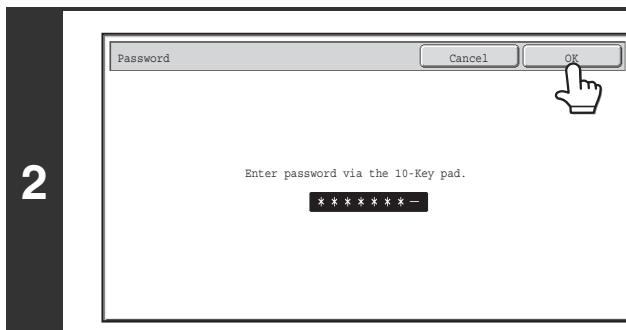 Password
Cancel
OK
2
Enter password via the 10-Key pad.
*******–